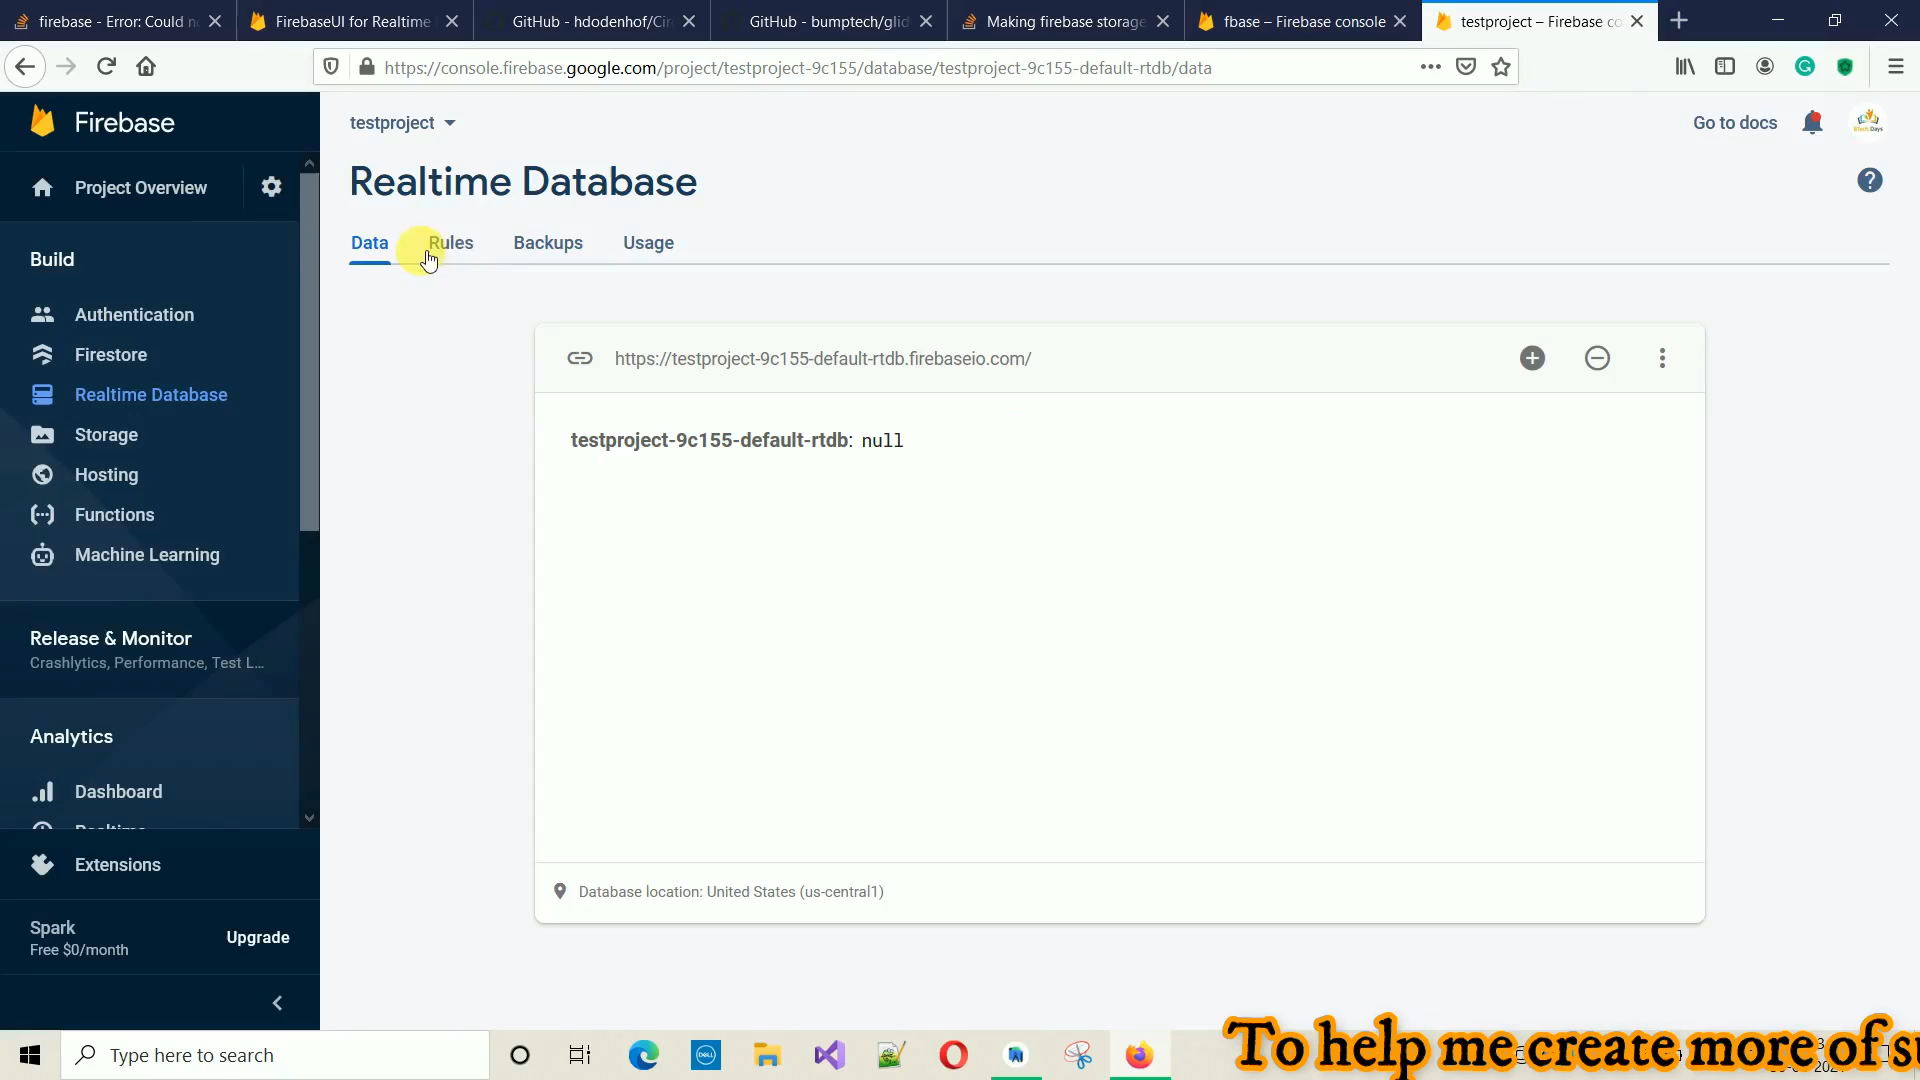 firebase - Error: Could n
FirebaseUI for Realtime
GitHub - hdodenhof/Cir
GitHub - bumptech/glid
Making firebase storage
fbase – Firebase console
testproject – Firebase co
https://console.firebase.google.com/project/testproject-9c155/database/testproject-9c155-default-rtdb/data
Firebase
testproject
Go to docs
Project Overview
Realtime Database
Data
Rules
Backups
Usage
Build
Authentication
Firestore
Realtime Database
Storage
Hosting
Functions
Machine Learning
https://testproject-9c155-default-rtdb.firebaseio.com/
testproject-9c155-default-rtdb: null
Release & Monitor
Crashlytics, Performance, Test L...
Analytics
Dashboard
Realtime
Extensions
Database location: United States (us-central1)
Spark
Free $0/month
Upgrade
Type here to search
DELL
To help me create more of su